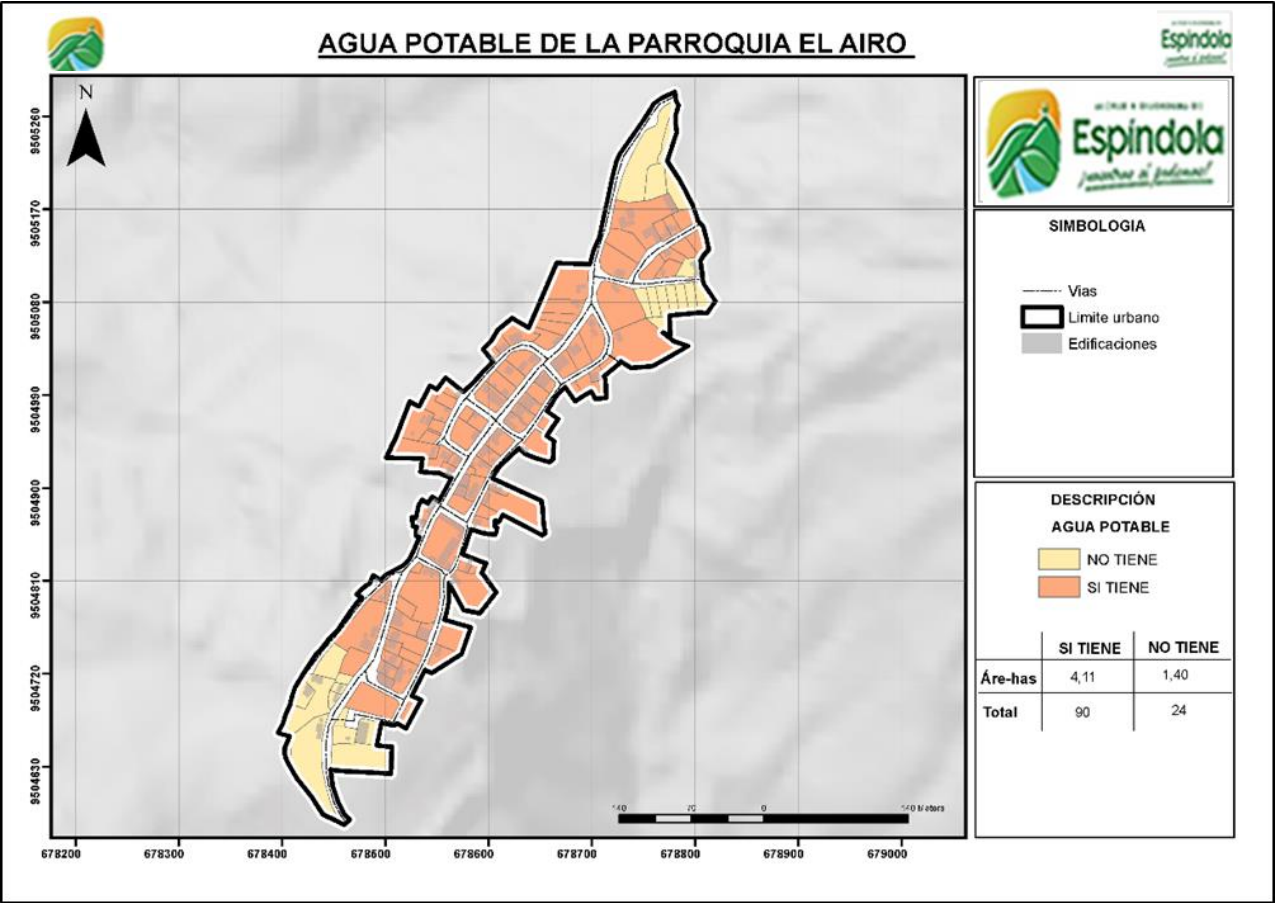 AGUA POTABLE DE LA PARROQUIA EL AIRO
Espíndola
N
9505260
9505170
9505080
9504990
9504900
9504810
9504720
9504630
678200
678300
678400
678500
678600
678700
678800
678900
679000
140
70
0
Espíndola
SIMBOLOGIA
Vias
Limite urbano
Edificaciones
DESCRIPCIÓN
AGUA POTABLE
NO TIENE
SI TIENE
SI TIENE NO TIENE
Áre-has 4,11 1,40
Total 90 24